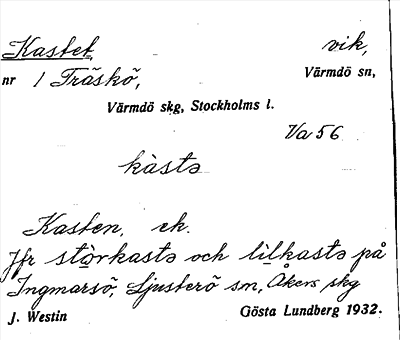 Kastet, vik,
nr 1 Träskö, Värmdö sn,
Värmdö skg, Stockholms l.
Va 56
kàstə
Kasten, ek.
Jfr stòrkastə och lìlkastə på
Ingmarsö, Ljusterö sn, Åkers skg
J. Westin Gösta Lundberg 1932.